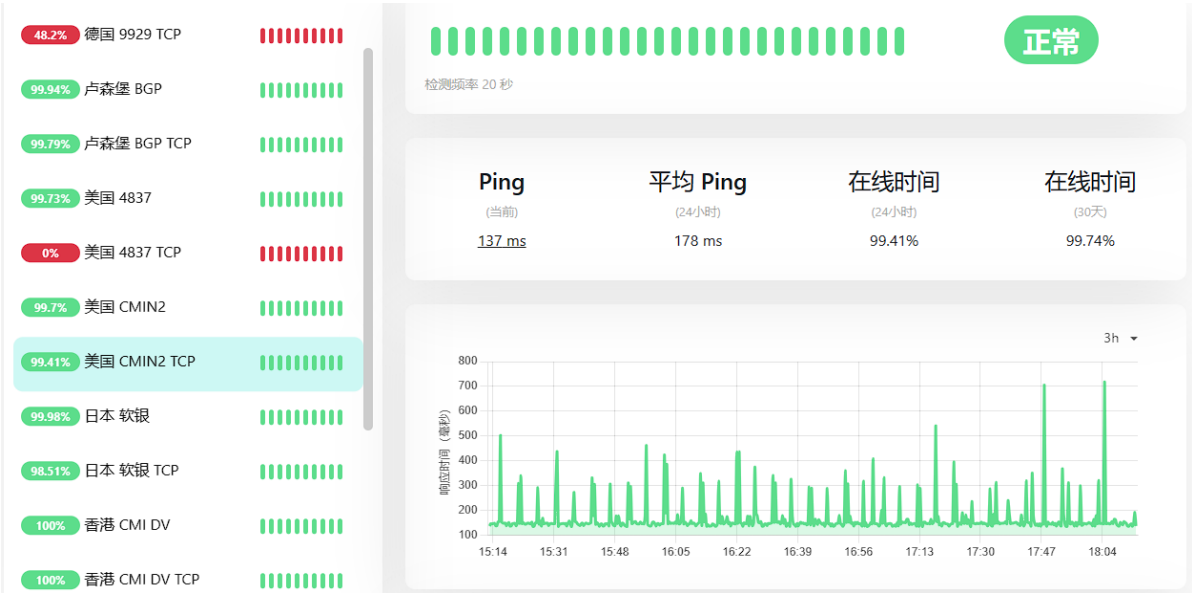 48.2% 德国 9929 TCP
99.94% 卢森堡 BGP
99.79% 卢森堡 BGP TCP
99.73% 美国 4837
0% 美国 4837 TCP
99.7% 美国 CMIN2
99.41% 美国 CMIN2 TCP
99.98% 日本 软银
98.51% 日本 软银 TCP
100% 香港 CMI DV
100% 香港 CMI DV TCP
正常
检测频率 20 秒
Ping 平均 Ping 在线时间 在线时间
(当前) (24小时) (24小时) (30天)
137 ms 178 ms 99.41% 99.74%
3h
响应时间（毫秒）
800
700
600
500
400
300
200
100
15:14 15:31 15:48 16:05 16:22 16:39 16:56 17:13 17:30 17:47 18:04